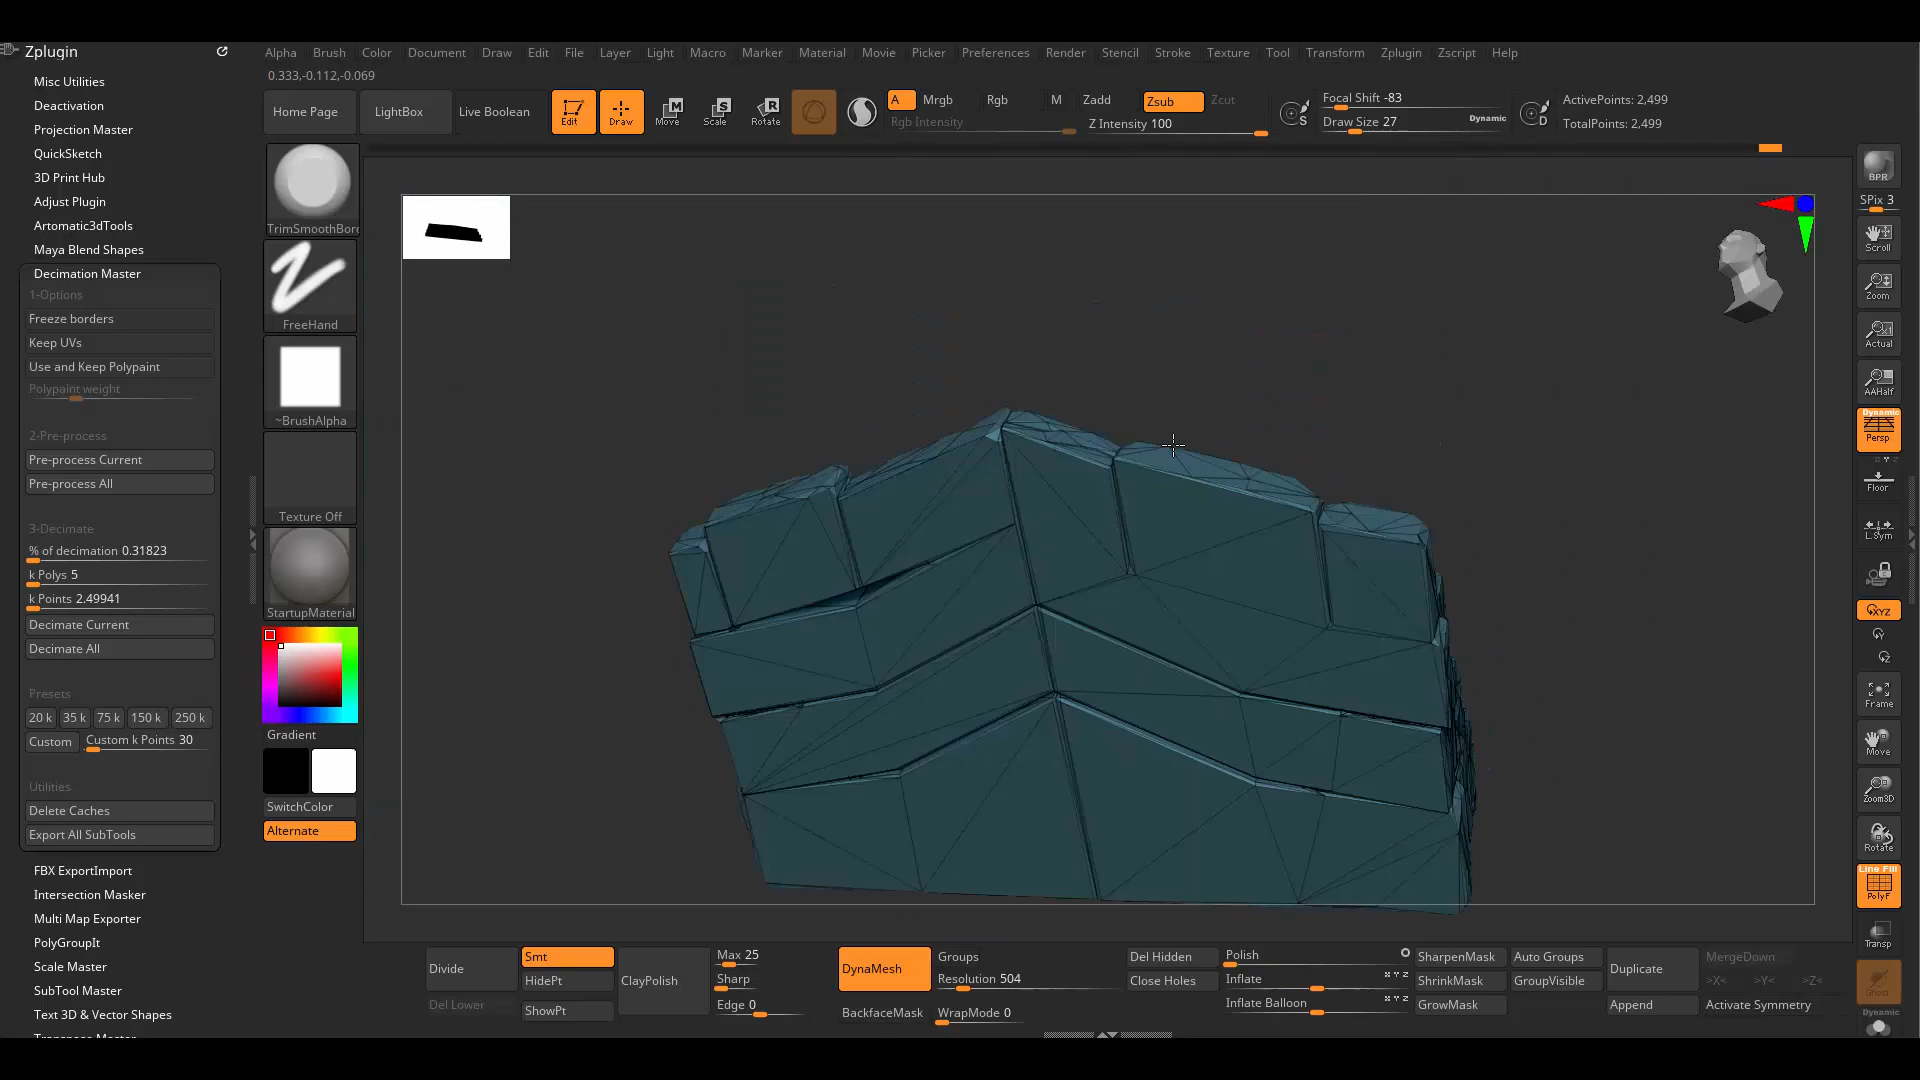 Zplugin
Alpha Brush Color Document Draw Edit File Layer Light Macro Marker Material Movie Picker Preferences Render Stencil Stroke Texture Tool Transform Zplugin Zscript Help
0.333,-0.112,-0.069
Misc Utilities
Deactivation
Projection Master
QuickSketch
3D Print Hub
Adjust Plugin
Artomatic3dTools
Maya Blend Shapes
Decimation Master
1-Options
Freeze borders
Keep UVs
Use and Keep Polypaint
Polypaint weight
2-Pre-process
Pre-process Current
Pre-process All
3-Decimate
% of decimation 0.31823
k Polys 5
k Points 2.49941
Decimate Current
Decimate All
Presets
20 k 35 k 75 k 150 k 250 k
Custom Custom k Points 30
Utilities
Delete Caches
Export All SubTools
FBX ExportImport
Intersection Masker
Multi Map Exporter
PolyGroupIt
Scale Master
SubTool Master
Text 3D & Vector Shapes
Home Page LightBox Live Boolean
Edit Draw Move Scale Rotate
M S R
A Mrgb Rgb M Zadd Zsub Zcut
Rgb Intensity Z Intensity 100
S Focal Shift -83
Draw Size 27 Dynamic
D
ActivePoints: 2,499
TotalPoints: 2,499
TrimSmoothBord
FreeHand
~BrushAlpha
Texture Off
StartupMaterial
Gradient
SwitchColor
Alternate
BPR
SPix 3
Scroll
Zoom
Actual
AAHalf
Dynamic
Persp
Floor
L.Sym
XYZ
Y
Z
Frame
Move
Zoom3D
Rotate
Line Fill
PolyF
Transp
Ghost
Dynamic
Divide Smt HidePt ClayPolish
Del Lower ShowPt
Max 25
Sharp
Edge 0
DynaMesh Groups
Resolution 504
BackfaceMask WrapMode 0
Del Hidden
Close Holes
Polish
Inflate
Inflate Balloon
SharpenMask Auto Groups
ShrinkMask GroupVisible
GrowMask
Duplicate
Append
MergeDown
>X< >Y< >Z<
Activate Symmetry